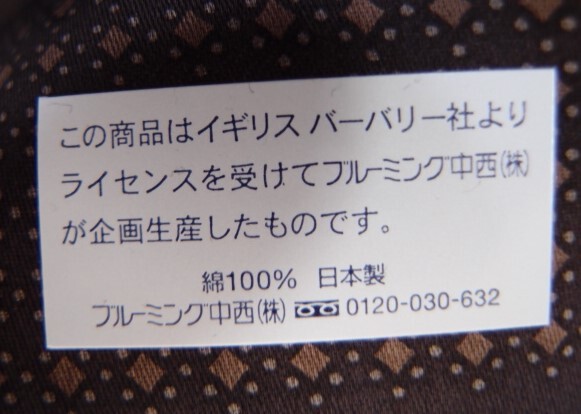 この商品はイギリス バーバリー社より
ライセンスを受けてブルーミング中西(株)
が企画生産したものです。
綿100% 日本製
ブルーミング中西(株) 0120-030-632